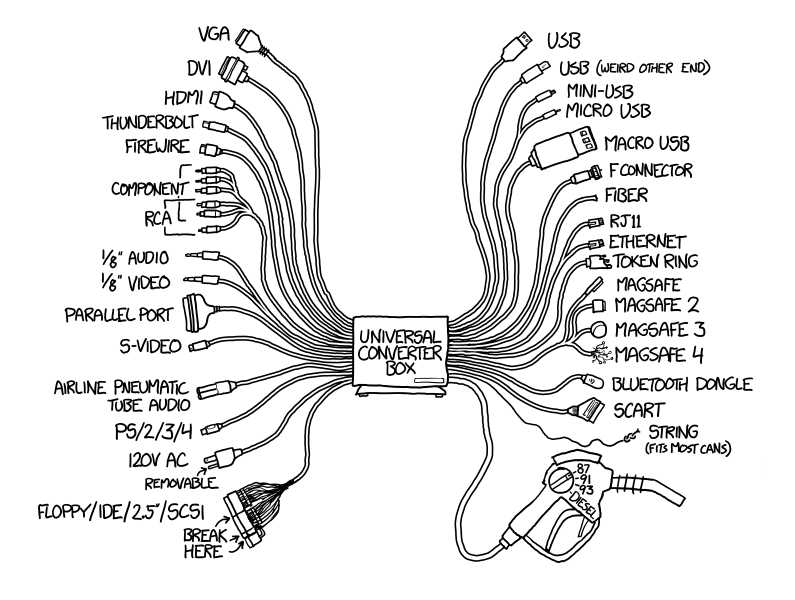 VGA
DVI
HDMI
THUNDERBOLT
FIREWIRE
COMPONENT
RCA
⅛" AUDIO
⅛" VIDEO
PARALLEL PORT
S-VIDEO
AIRLINE PNEUMATIC
TUBE AUDIO
PS/2/3/4
120V AC
REMOVABLE
FLOPPY/IDE/2.5"/SCSI
BREAK
HERE
UNIVERSAL
CONVERTER
BOX
USB
USB (WEIRD OTHER END)
MINI-USB
MICRO USB
MACRO USB
F CONNECTOR
FIBER
RJ11
ETHERNET
TOKEN RING
MAGSAFE
MAGSAFE 2
MAGSAFE 3
MAGSAFE 4
BLUETOOTH DONGLE
SCART
STRING
(FITS MOST CANS)
87
91
93
DIESEL